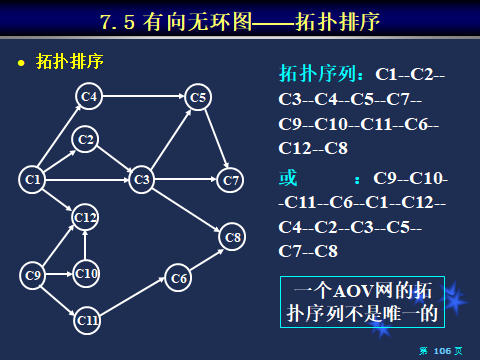 7.5 有向无环图——拓扑排序
拓扑排序
拓扑序列：C1--C2--
C3--C4--C5--C7--
C9--C10--C11--C6--
C12--C8
或 ：C9--C10-
-C11--C6--C1--C12--
C4--C2--C3--C5--
C7--C8
一个AOV网的拓
扑序列不是唯一的
C4
C5
C2
C1
C3
C7
C12
C8
C9
C10
C6
C11
第 106 页